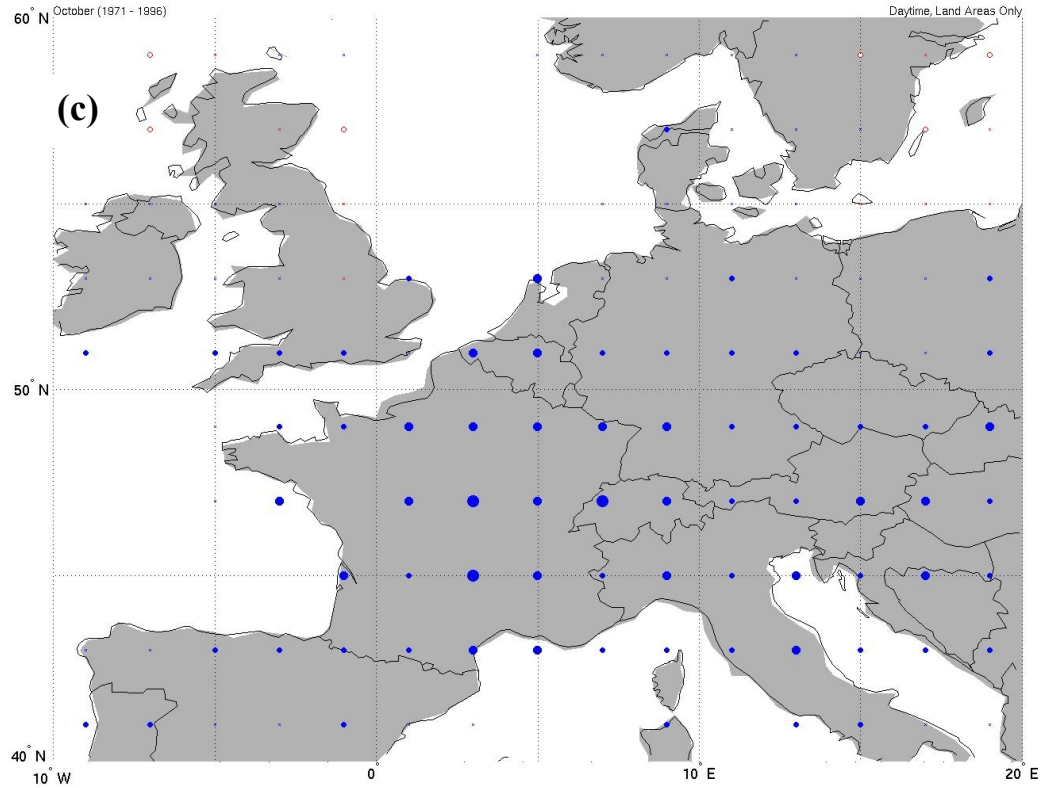 60° N
October (1971 - 1996)
Daytime, Land Areas Only
(c)
50° N
40° N
10° W
0°
10° E
20° E